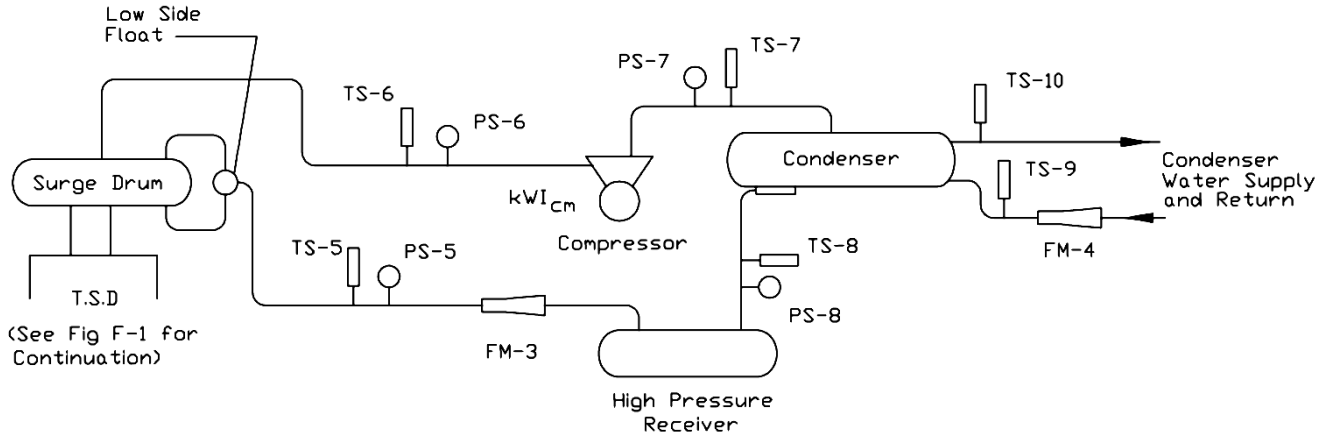 Low Side
Float
TS-6
PS-6
PS-7
TS-7
TS-10
Surge Drum
kWI cm
Compressor
Condenser
TS-9
Condenser
Water Supply
and Return
FM-4
T.S.D
(See Fig F-1 for
Continuation)
TS-5
PS-5
FM-3
TS-8
PS-8
High Pressure
Receiver